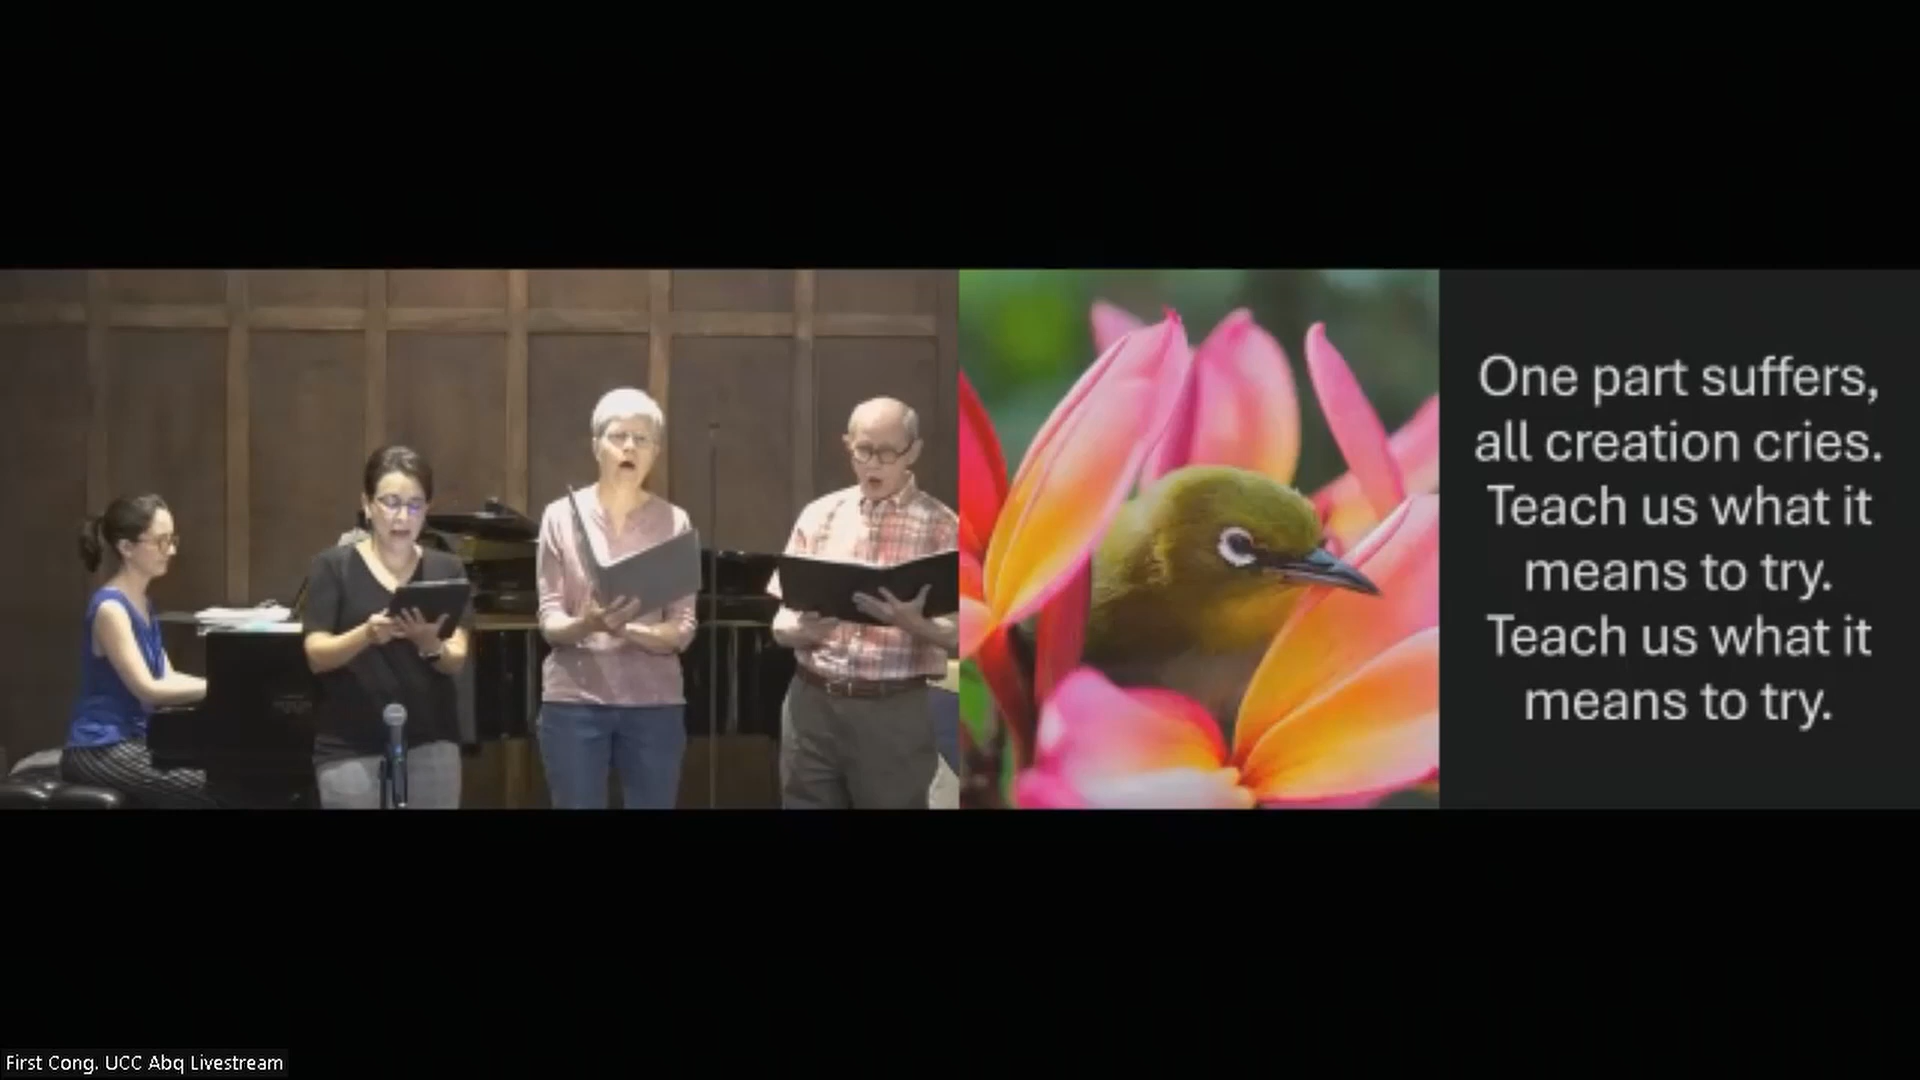 One part suffers,
all creation cries.
Teach us what it
means to try.
Teach us what it
means to try.
First Cong. UCC Abq Livestream